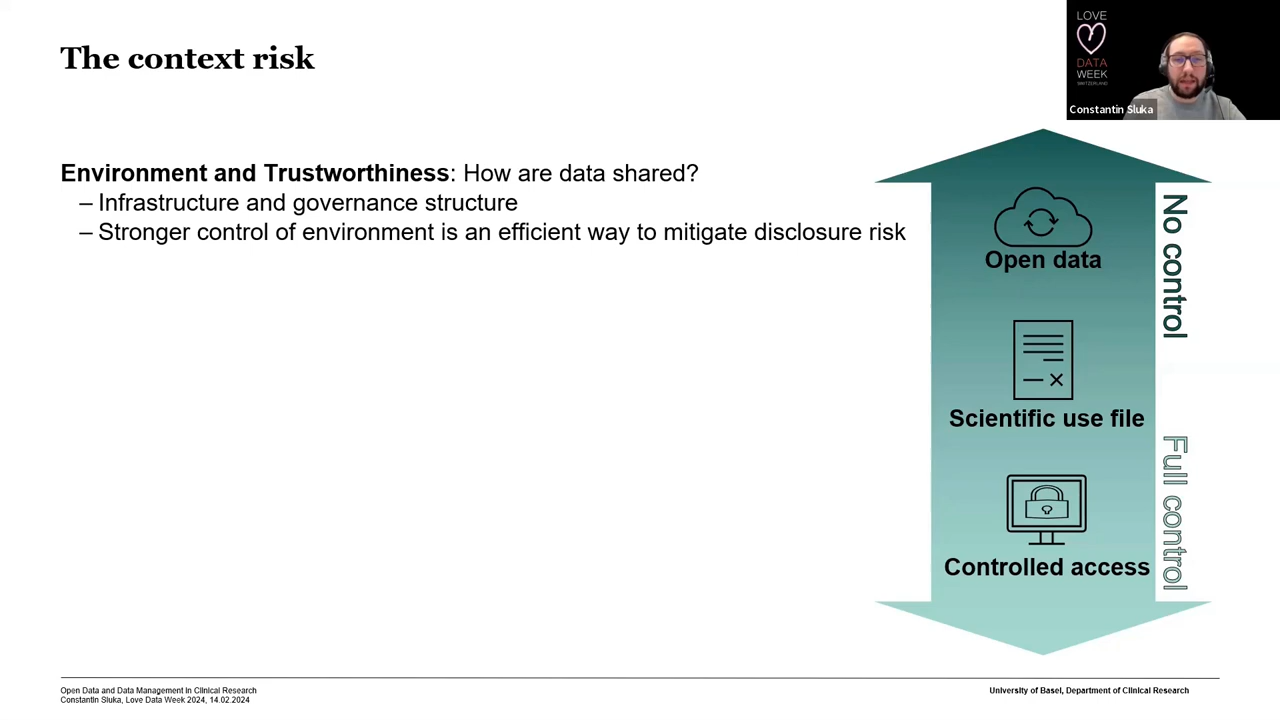 The context risk
LOVE
DATA
WEEK
SWITZERLAND
Constantin Sluka
Environment and Trustworthiness: How are data shared?
– Infrastructure and governance structure
– Stronger control of environment is an efficient way to mitigate disclosure risk
Open data
No control
Scientific use file
Full control
Controlled access
Open Data and Data Management in Clinical Research
Constantin Sluka, Love Data Week 2024, 14.02.2024
University of Basel, Department of Clinical Research